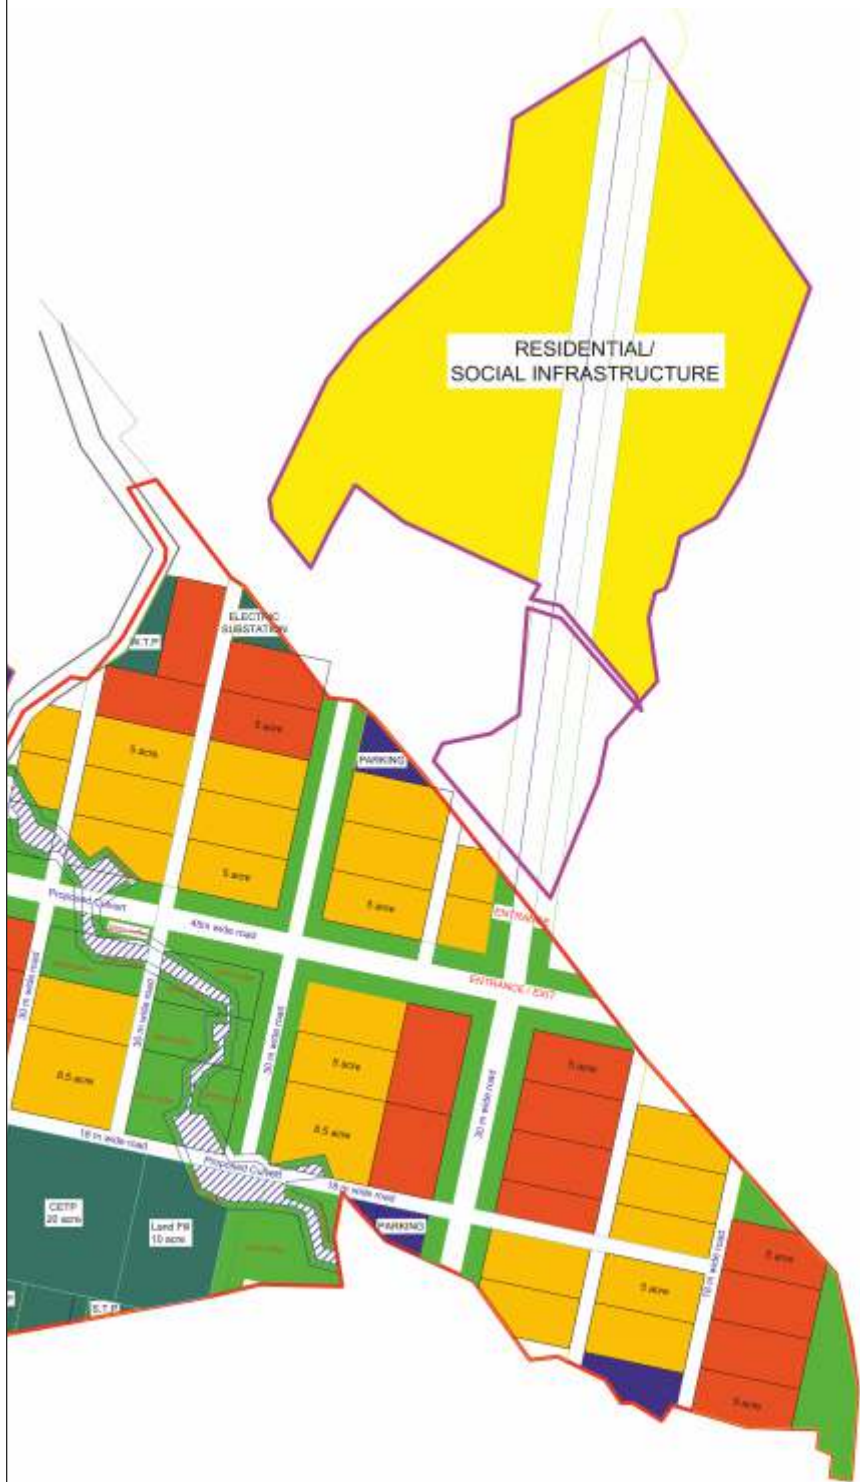 RESIDENTIAL/
SOCIAL INFRASTRUCTURE
ELECTRIC
SUBSTATION
W.T.P
5 acre
5 acre
PARKING
5 acre
5 acre
ENTRANCE
Proposed Culvert
45m wide road
ENTRANCE / EXIT
30 m wide road
30 m wide road
30 m wide road
30 m wide road
5 acre
5 acre
8.5 acre
8.5 acre
18 m wide road
Proposed Culvert
18 m wide road
CETP
20 acre
Land Fill
10 acre
PARKING
5 acre
5 acre
18 m wide road
S.T.P
5 acre